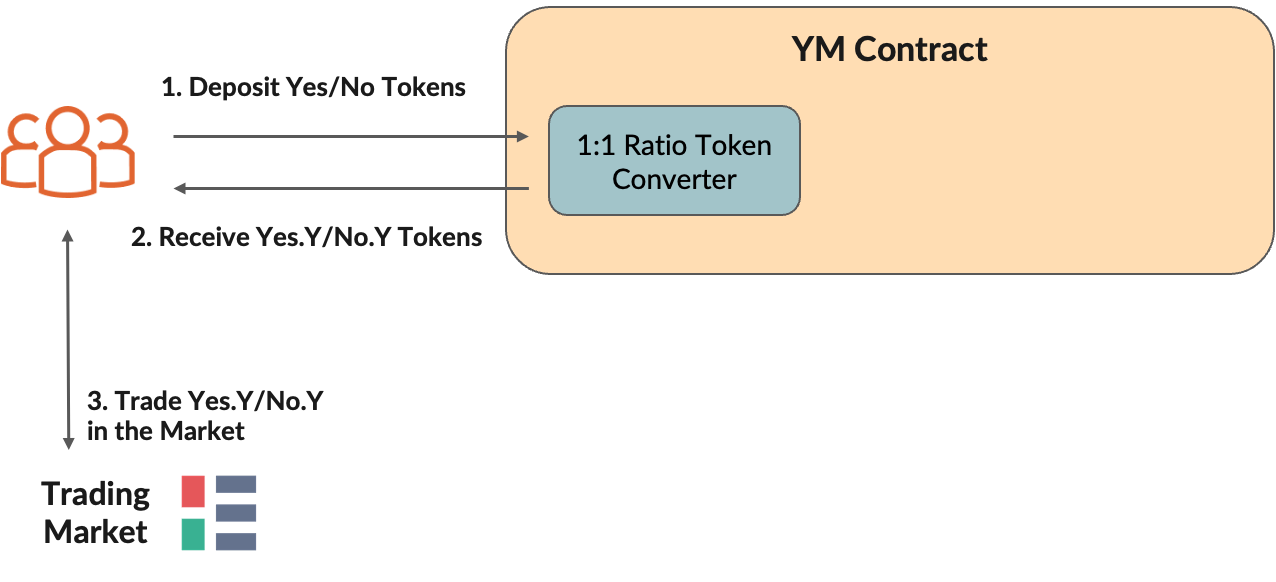 YM Contract
1. Deposit Yes/No Tokens
1:1 Ratio Token
Converter
2. Receive Yes.Y/No.Y Tokens
3. Trade Yes.Y/No.Y
in the Market
Trading
Market